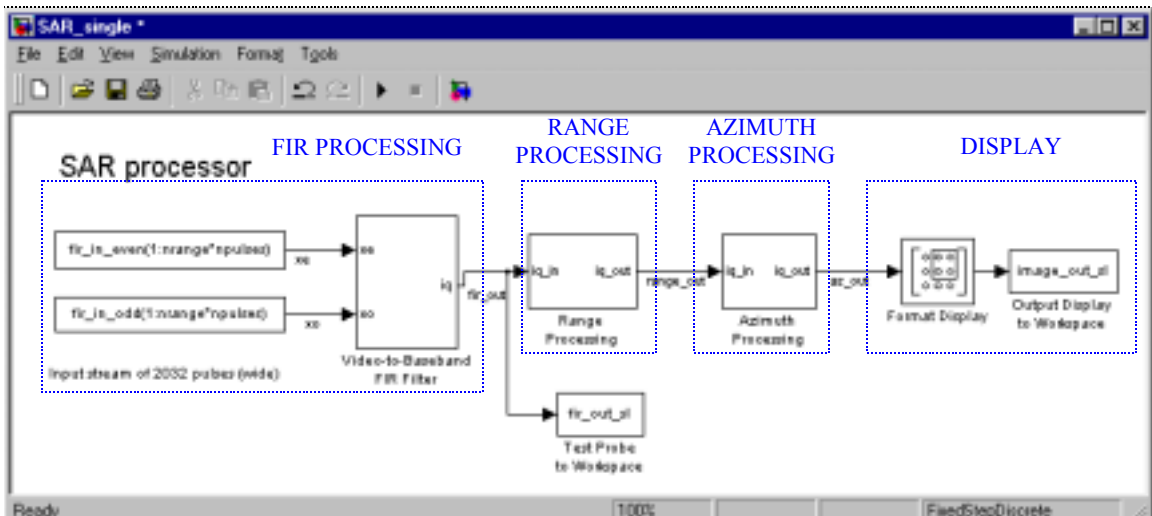 SAR_single *
File Edit View Simulation Format Tools
FIR PROCESSING
RANGE
PROCESSING
AZIMUTH
PROCESSING
DISPLAY
SAR processor
fir_in_even(1:nrange*npulses)
xe
xe
fir_in_odd(1:nrange*npulses)
xo
xo
iq
Video-to-Baseband
FIR Filter
Input stream of 2032 pulses (wide)
fir_out
iq_in iq_out
Range
Processing
range_out
iq_in iq_out
Azimuth
Processing
az_out
Format Display
image_out_sl
Output Display
to Workspace
fir_out_sl
Test Probe
to Workspace
Ready
100%
FixedStepDiscrete